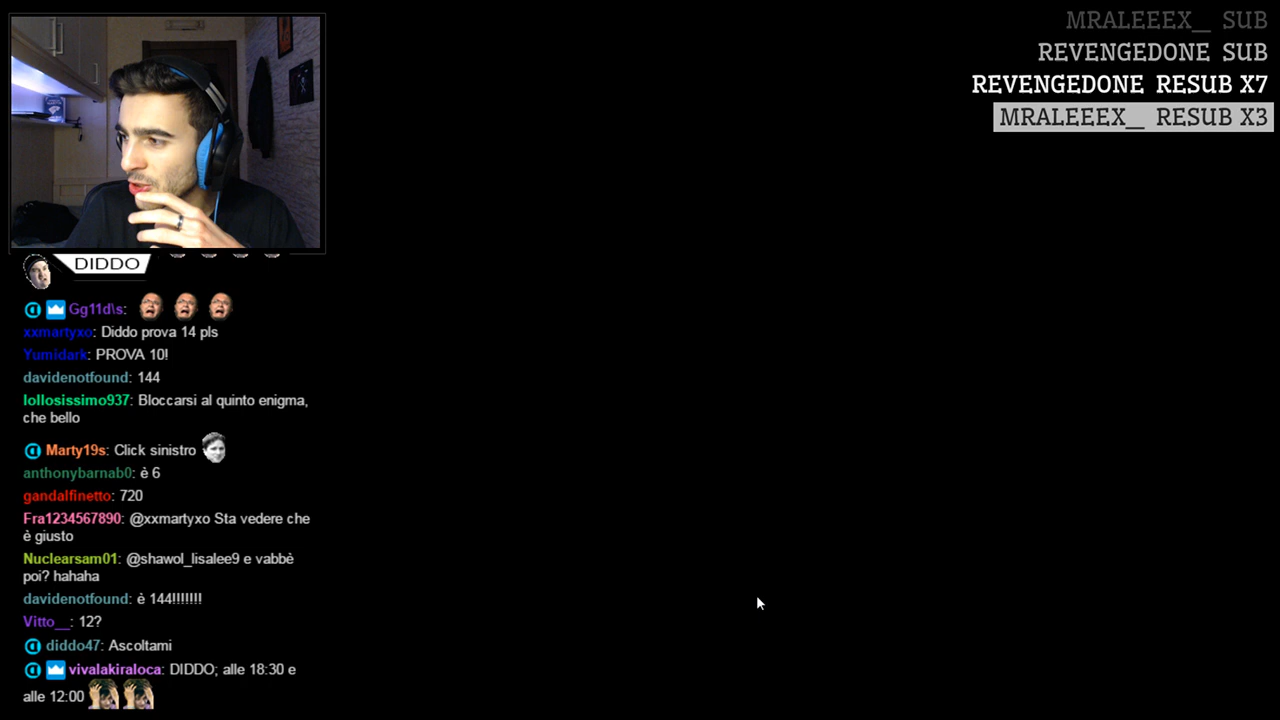 MRALEEEX_ SUB
REVENGEDONE SUB
REVENGEDONE RESUB X7
MRALEEEX_ RESUB X3
DIDDO
Gg11d\s:
xxmartyxo: Diddo prova 14 pls
Yumidark: PROVA 10!
davidenotfound: 144
lollosissimo937: Bloccarsi al quinto enigma,
che bello
Marty19s: Click sinistro
anthonybarnab0: è 6
gandalfinetto: 720
Fra1234567890: @xxmartyxo Sta vedere che
è giusto
Nuclearsam01: @shawol_lisalee9 e vabbè
poi? hahaha
davidenotfound: è 144!!!!!!!
Vitto__: 12?
diddo47: Ascoltami
vivalakiraloca: DIDDO; alle 18:30 e
alle 12:00